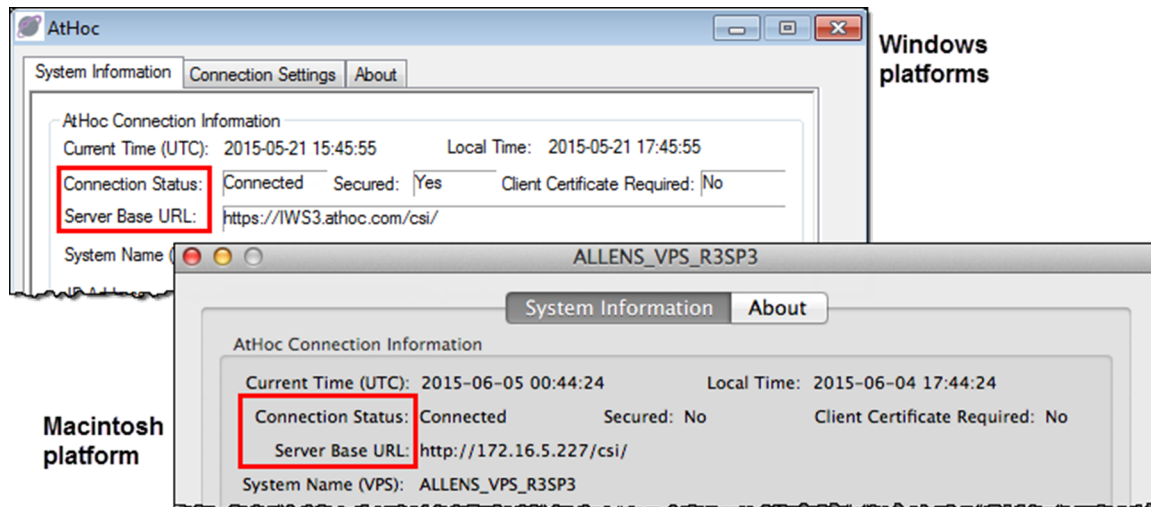 AtHoc
Windows
platforms
System Information Connection Settings About
AtHoc Connection Information
Current Time (UTC): 2015-05-21 15:45:55 Local Time: 2015-05-21 17:45:55
Connection Status: Connected Secured: Yes Client Certificate Required: No
Server Base URL: https://IWS3.athoc.com/csi/
System Name (
ALLENS_VPS_R3SP3
System Information About
AtHoc Connection Information
Current Time (UTC): 2015-06-05 00:44:24 Local Time: 2015-06-04 17:44:24
Connection Status: Connected Secured: No Client Certificate Required: No
Server Base URL: http://172.16.5.227/csi/
System Name (VPS): ALLENS_VPS_R3SP3
Macintosh
platform